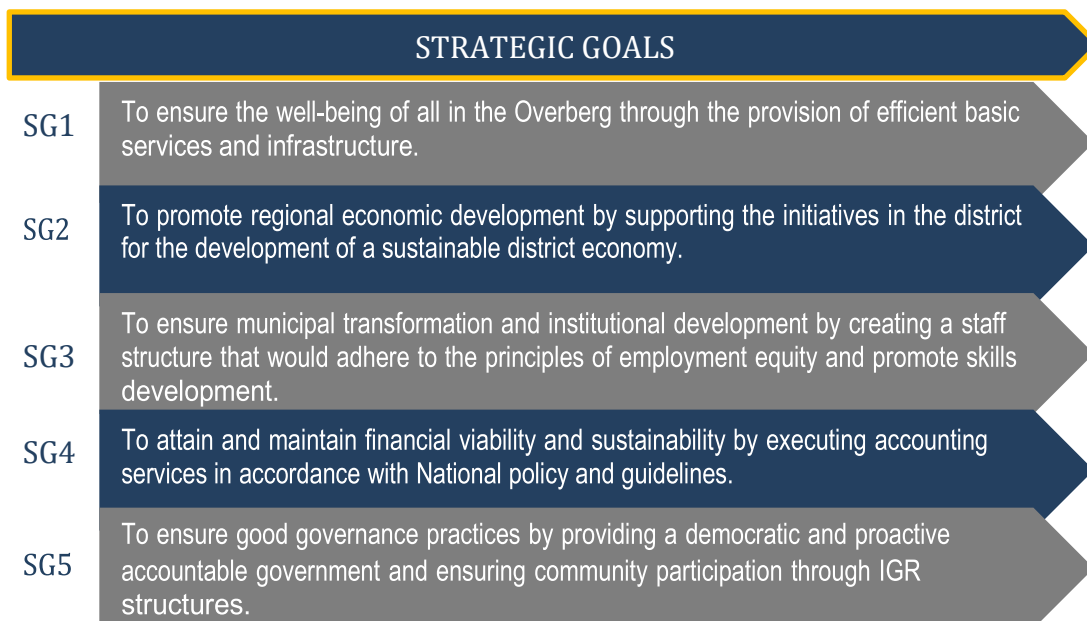 STRATEGIC GOALS
SG1
To ensure the well-being of all in the Overberg through the provision of efficient basic
services and infrastructure.
SG2
To promote regional economic development by supporting the initiatives in the district
for the development of a sustainable district economy.
SG3
To ensure municipal transformation and institutional development by creating a staff
structure that would adhere to the principles of employment equity and promote skills
development.
SG4
To attain and maintain financial viability and sustainability by executing accounting
services in accordance with National policy and guidelines.
SG5
To ensure good governance practices by providing a democratic and proactive
accountable government and ensuring community participation through IGR
structures.